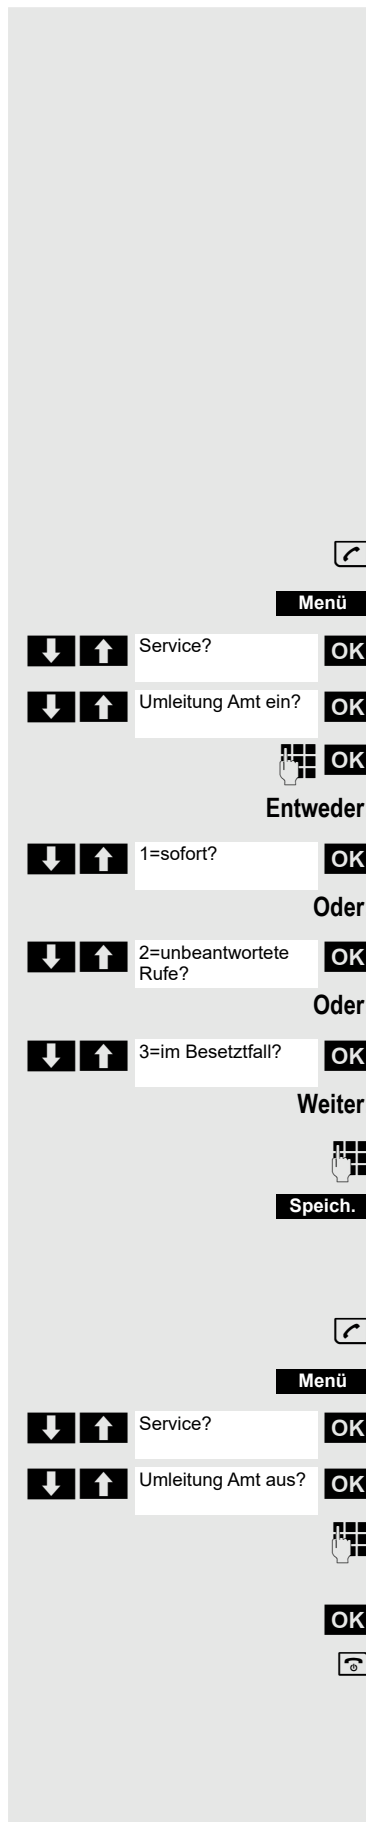 Menü
Service? OK
Umleitung Amt ein? OK
OK
Entweder
1=sofort? OK
Oder
2=unbeantwortete
Rufe? OK
Oder
3=im Besetztfall? OK
Weiter
Speich.
Menü
Service? OK
Umleitung Amt aus? OK
OK